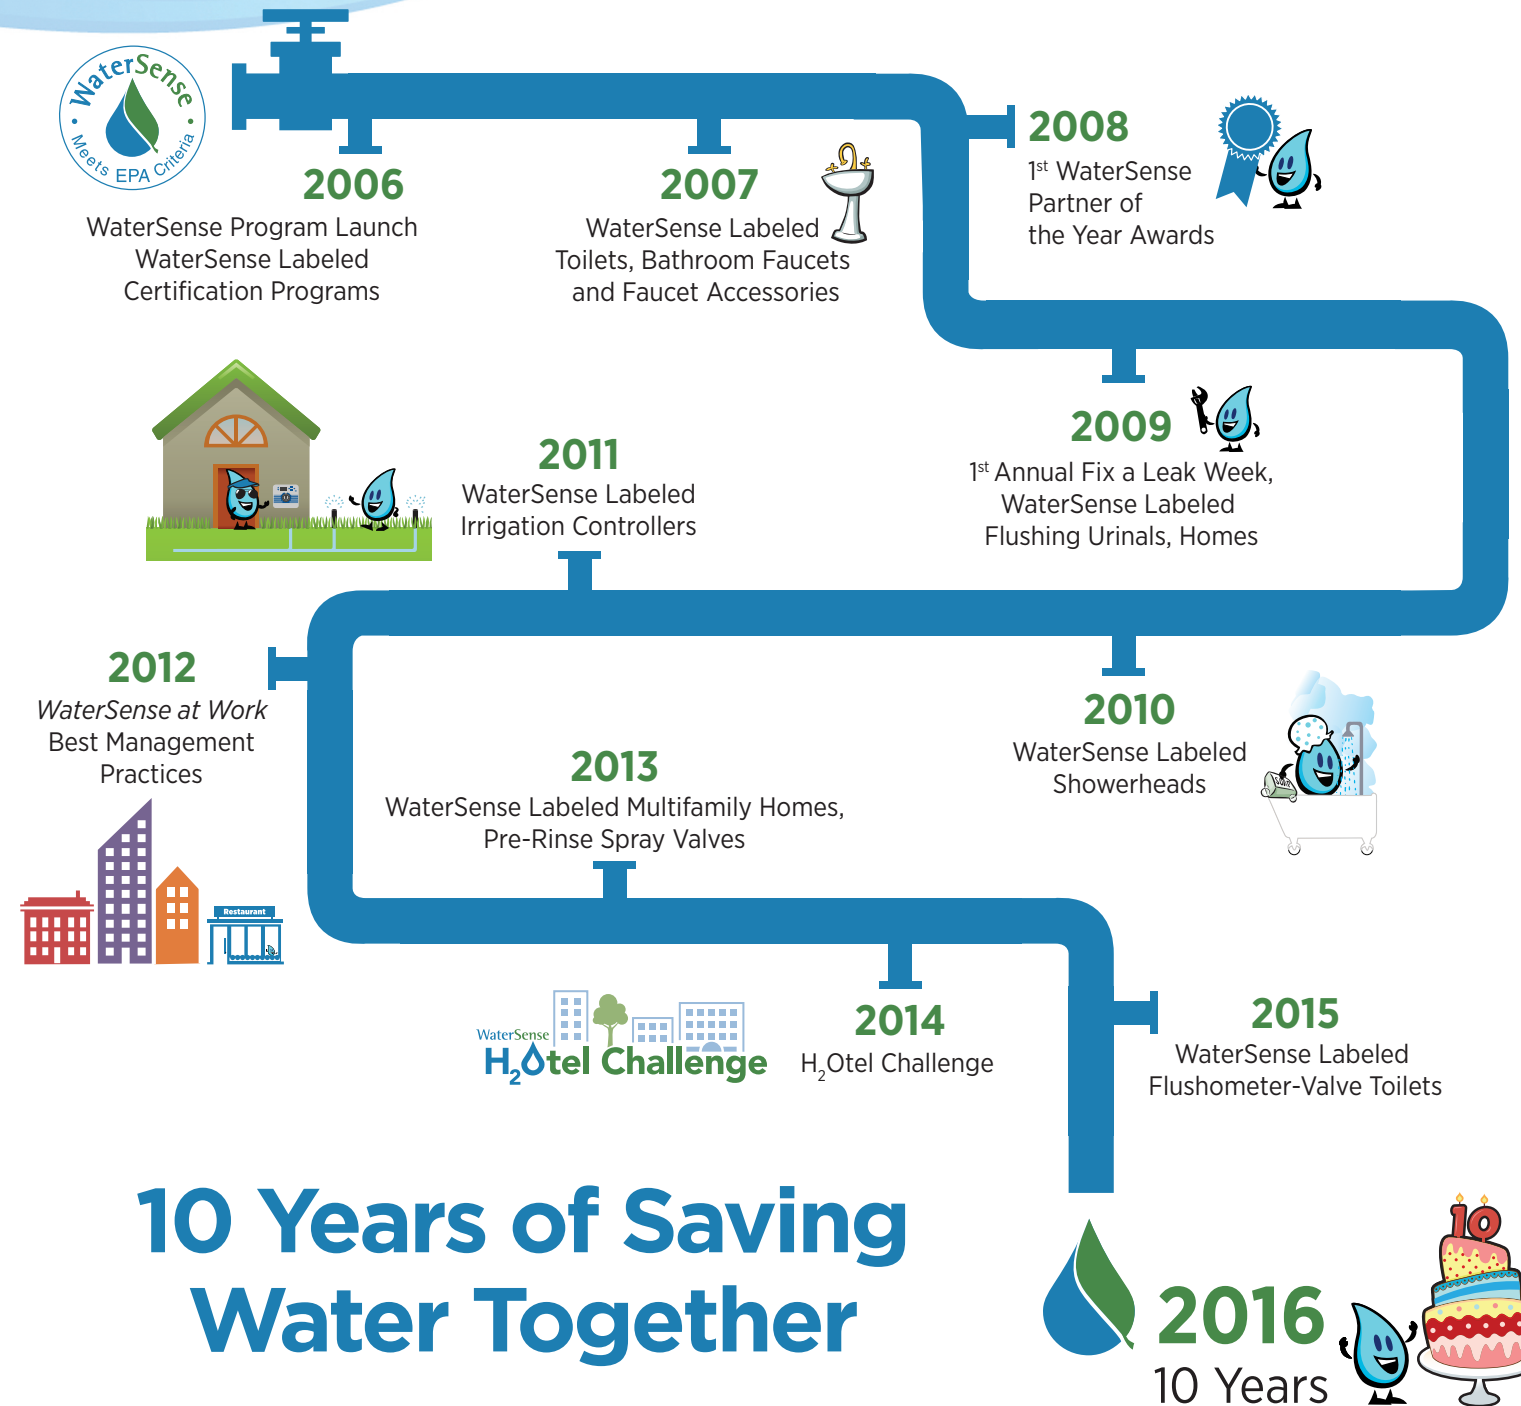 WaterSense
Meets EPA Criteria
2006
WaterSense Program Launch
WaterSense Labeled
Certification Programs
2007
WaterSense Labeled
Toilets, Bathroom Faucets
and Faucet Accessories
2008
1st WaterSense
Partner of
the Year Awards
2009
1st Annual Fix a Leak Week,
WaterSense Labeled
Flushing Urinals, Homes
2010
WaterSense Labeled
Showerheads
SOAP
2011
WaterSense Labeled
Irrigation Controllers
2012
WaterSense at Work
Best Management
Practices
Restaurant
2013
WaterSense Labeled Multifamily Homes,
Pre-Rinse Spray Valves
WaterSense
H2Otel Challenge
2014
H2Otel Challenge
2015
WaterSense Labeled
Flushometer-Valve Toilets
10 Years of Saving
Water Together
10
2016
10 Years